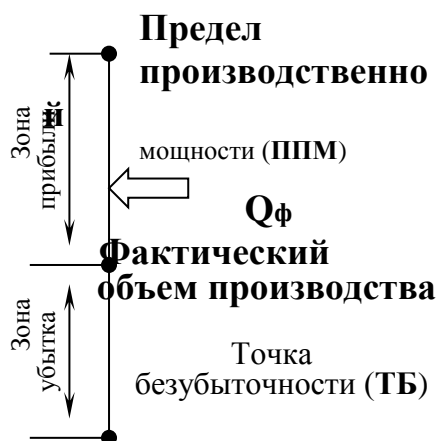 Предел
производственно
й
мощности (ППМ)
Зона
прибыли
Qф
Фактический
объем производства
Зона
убытка
Точка
безубыточности (ТБ)